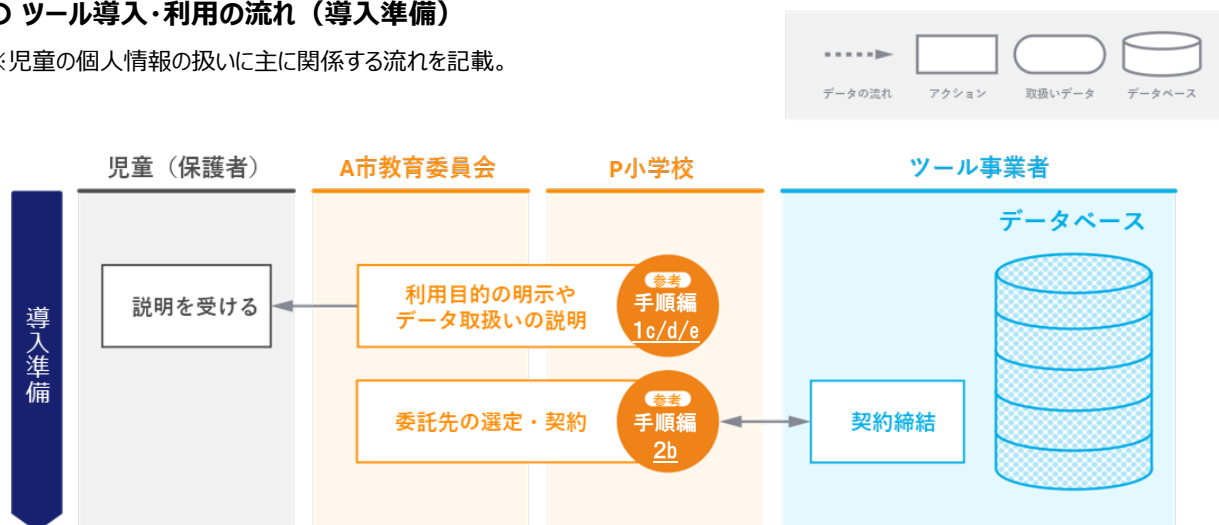 ツール導入・利用の流れ（導入準備）
※児童の個人情報の扱いに主に関係する流れを記載。
データの流れ
アクション
取扱いデータ
データベース
児童（保護者）
A市教育委員会
P小学校
ツール事業者
データベース
導入準備
説明を受ける
利用目的の明示や
データ取扱いの説明
参考
手順編
1c/d/e
委託先の選定・契約
参考
手順編
2b
契約締結